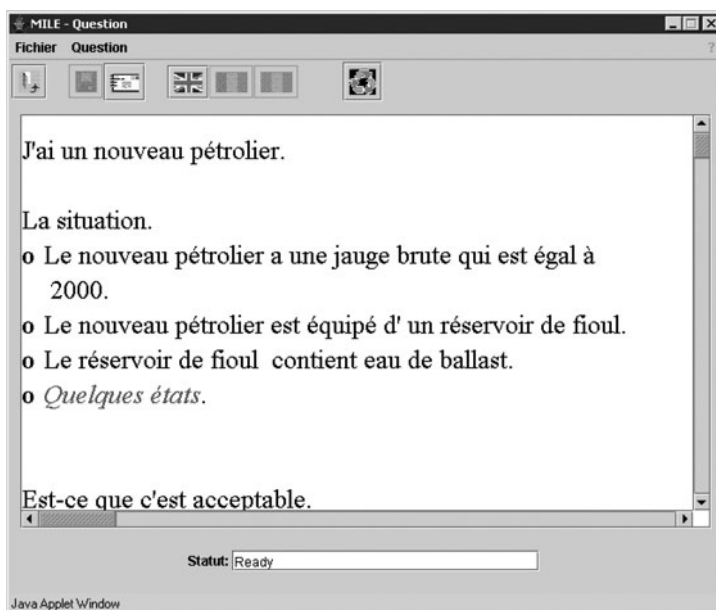 MILE - Question
Fichier Question ?
J'ai un nouveau pétrolier.
La situation.
o Le nouveau pétrolier a une jauge brute qui est égal à
2000.
o Le nouveau pétrolier est équipé d' un réservoir de fioul.
o Le réservoir de fioul contient eau de ballast.
o Quelques états.
Est-ce que c'est acceptable.
Statut: Ready
Java Applet Window